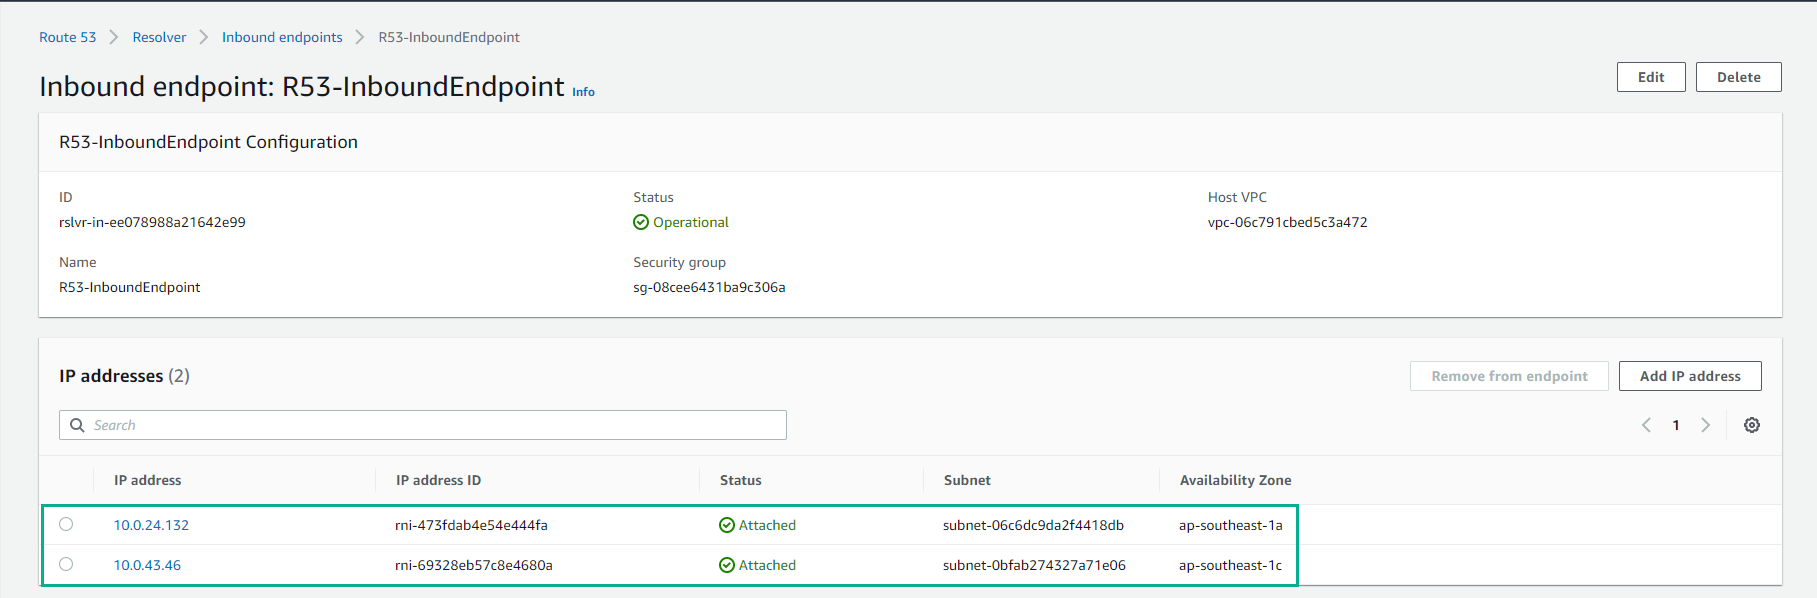 Route 53 > Resolver > Inbound endpoints > R53-InboundEndpoint
Inbound endpoint: R53-InboundEndpoint Info
Edit
Delete
R53-InboundEndpoint Configuration
ID
rslvr-in-ee078988a21642e99
Status
Operational
Host VPC
vpc-06c791cbed5c3a472
Name
R53-InboundEndpoint
Security group
sg-08cee6431ba9c306a
IP addresses (2)
Remove from endpoint
Add IP address
Search
1
IP address IP address ID Status Subnet Availability Zone
10.0.24.132 rni-473fdab4e54e444fa Attached subnet-06c6dc9da2f4418db ap-southeast-1a
10.0.43.46 rni-69328eb57c8e4680a Attached subnet-0bfab274327a71e06 ap-southeast-1c